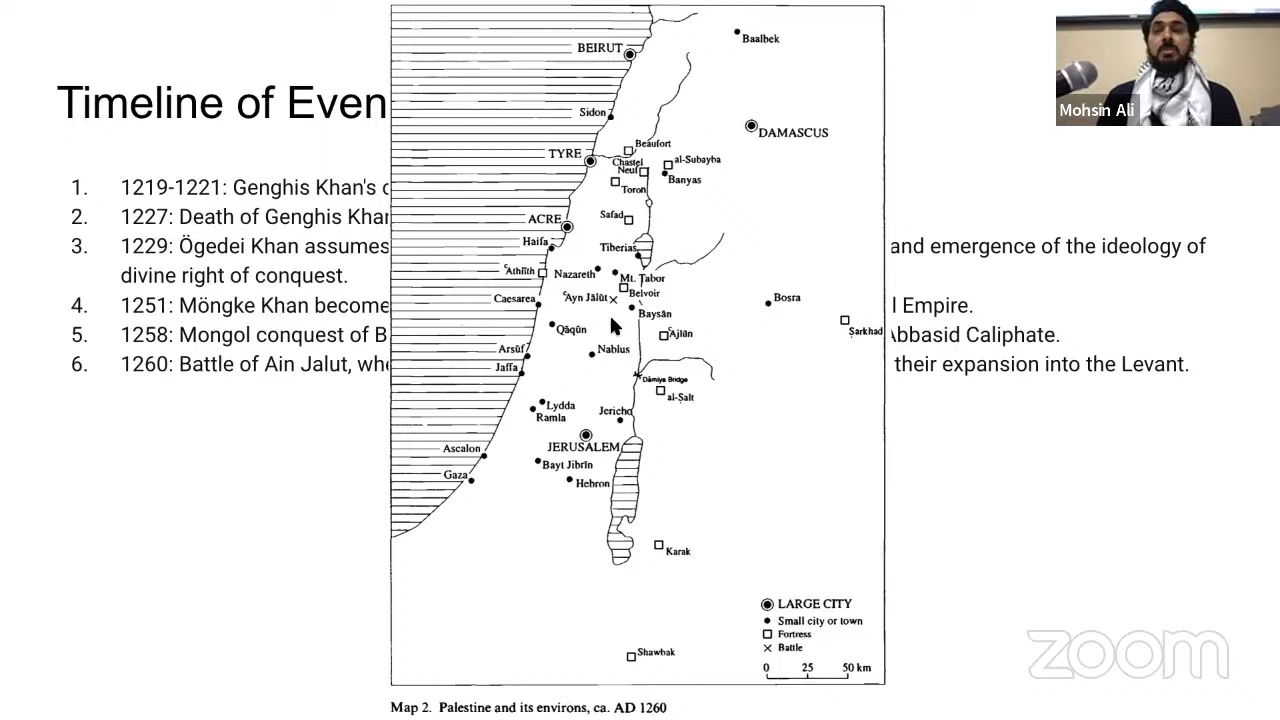 Timeline of Even
1. 1219-1221: Genghis Khan's
2. 1227: Death of Genghis Khan
3. 1229: Ögedei Khan assumes and emergence of the ideology of
divine right of conquest.
4. 1251: Möngke Khan become l Empire.
5. 1258: Mongol conquest of B Abbasid Caliphate.
6. 1260: Battle of Ain Jalut, whe their expansion into the Levant.
Baalbek
BEIRUT
Sidon
DAMASCUS
TYRE
Beaufort
Chastel
Neuf
al-Subayba
Banyas
Toron
Safad
ACRE
Haifa
Tiberias
ʿAthlīth
Nazareth
Mt. Tabor
Belvoir
Caesarea
ʿAyn Jālūt
Baysān
Bosra
Ṣarkhad
Qāqūn
ʿAjlūn
Arsūf
Nablus
Jaffa
Dāmiya Bridge
al-Ṣalt
Lydda
Ramla
Jericho
JERUSALEM
Ascalon
Bayt Jibrīn
Gaza
Hebron
Karak
Shawbak
LARGE CITY
Small city or town
Fortress
Battle
0 25 50 km
Map 2. Palestine and its environs, ca. AD 1260
Mohsin Ali
zoom